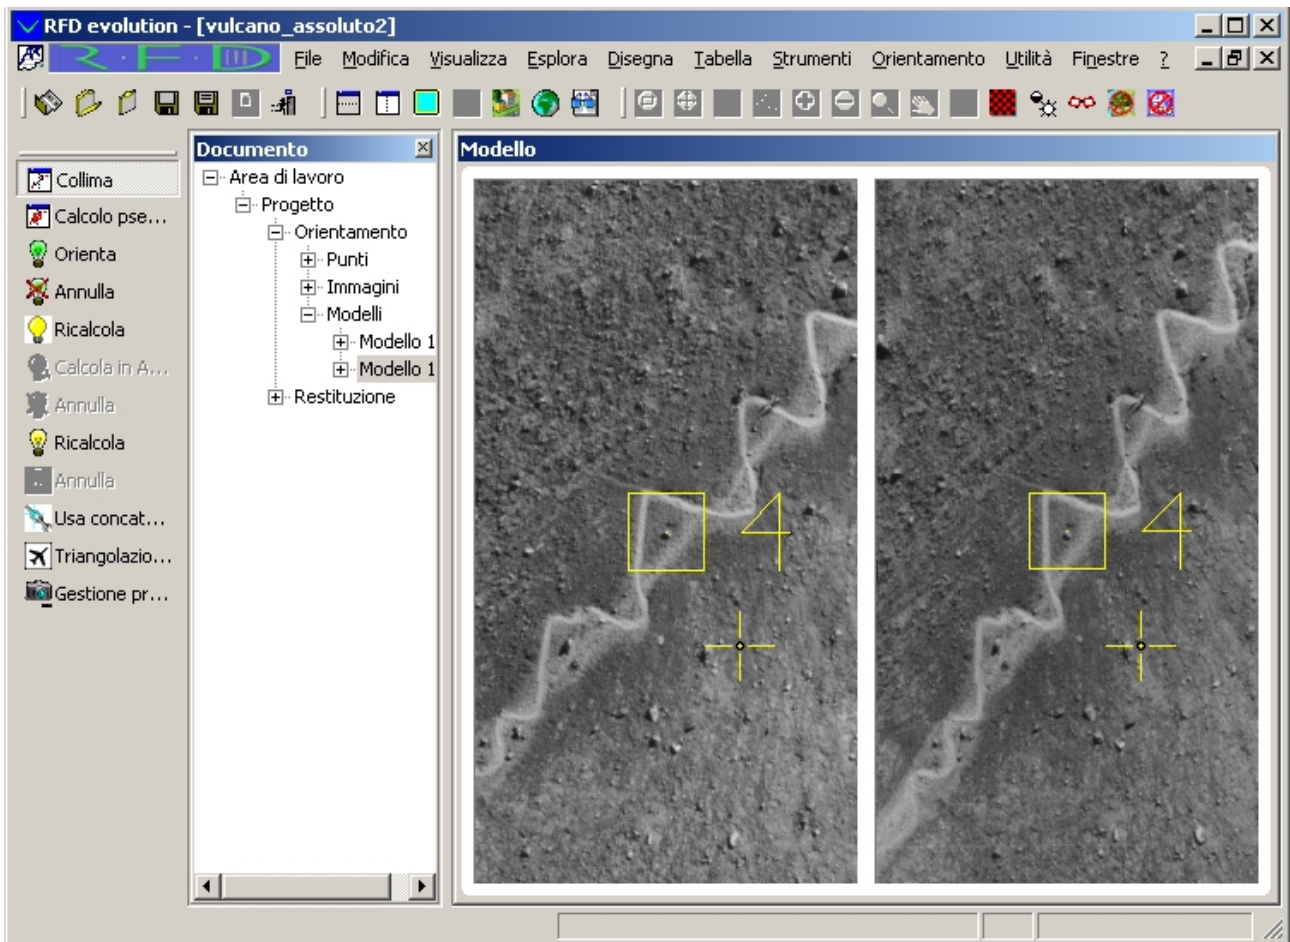 RFD evolution - [vulcano_assoluto2]
R·F·D III File Modifica Visualizza Esplora Disegna Tabella Strumenti Orientamento Utilità Finestre ?
Documento
Modello
Collima
Calcolo pse...
Orienta
Annulla
Ricalcola
Calcola in A...
Annulla
Ricalcola
Annulla
Usa concat...
Triangolazio...
Gestione pr...
Area di lavoro
Progetto
Orientamento
Punti
Immagini
Modelli
Modello 1
Modello 1
Restituzione
4
4